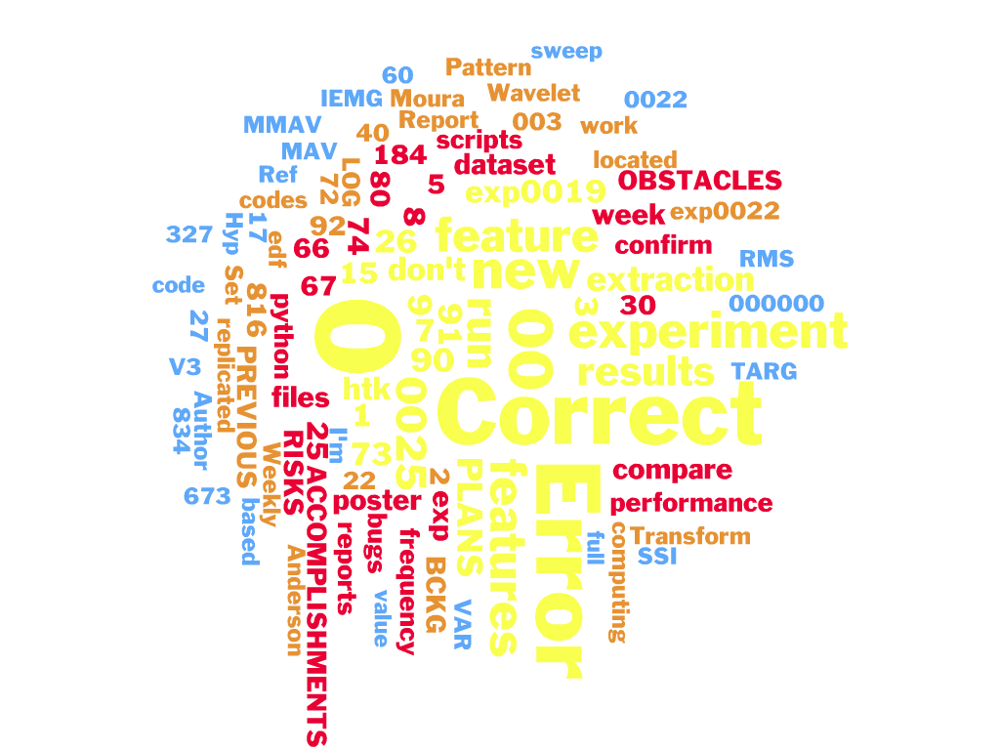 sweep
Pattern
60
Wavelet
IEMG
Moura
0022
Report
003
MMAV
work
40
scripts
MAV
184
located
dataset
LOG
Ref
72
80
5
OBSTACLES
exp0019
codes
week
exp0022
8
92
17
Hyp
327
74
feature
26
confirm
edf
66
RMS
don't
new
15
extraction
code
Set
67
816
000000
30
3
9
91
run
00
O
experiment
python
27
7
replicated
90
V3
PREVIOUS
results
TARG
htk
Correct
files
0025
Author
1
834
I'm
25
RISKS
73
Weekly
compare
22
2
PLANS
features
Error
673
poster
exp
performance
based
ACCOMPLISHMENTS
bugs
reports
frequency
full
computing
Transform
SSI
Anderson
BCKG
value
VAR